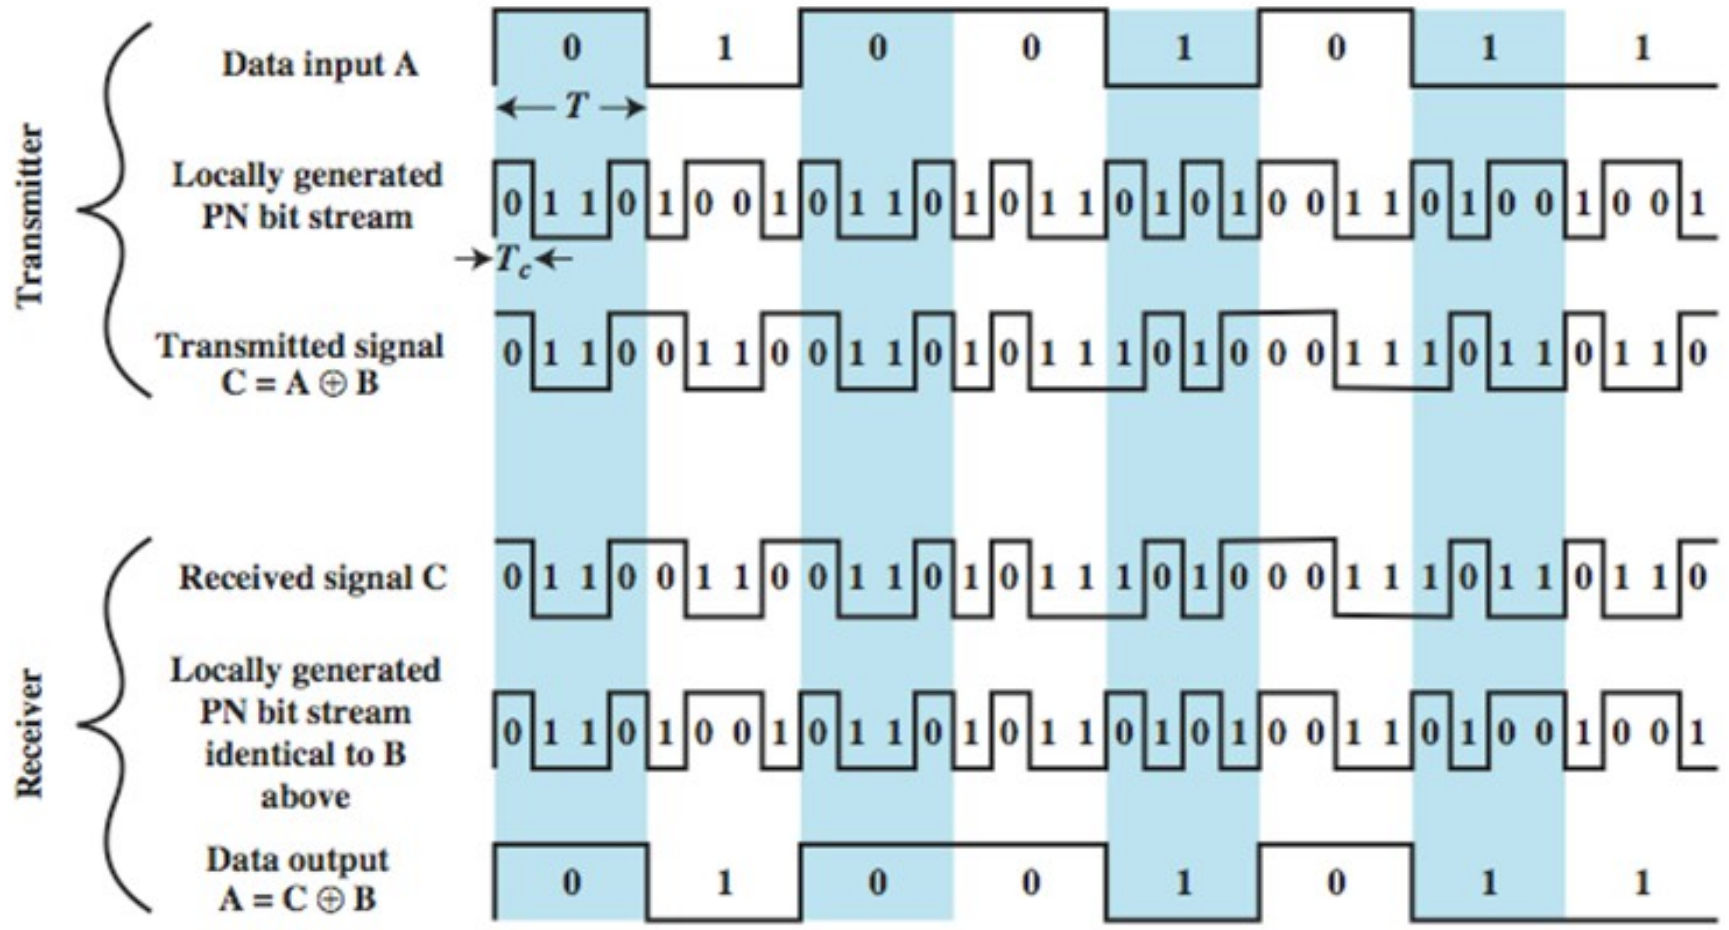 Transmitter
Data input A
0 1 0 0 1 0 1 1
T
Locally generated
PN bit stream
0 1 1 0 1 0 0 1 0 1 1 0 1 0 1 1 0 1 0 1 0 0 1 1 0 1 0 0 1 0 0 1
Tc
Transmitted signal
C = A ⊕ B
0 1 1 0 0 1 1 0 0 1 1 0 1 0 1 1 1 0 1 0 0 0 1 1 1 0 1 1 0 1 1 0
Receiver
Received signal C
0 1 1 0 0 1 1 0 0 1 1 0 1 0 1 1 1 0 1 0 0 0 1 1 1 0 1 1 0 1 1 0
Locally generated
PN bit stream
identical to B
above
0 1 1 0 1 0 0 1 0 1 1 0 1 0 1 1 0 1 0 1 0 0 1 1 0 1 0 0 1 0 0 1
Data output
A = C ⊕ B
0 1 0 0 1 0 1 1